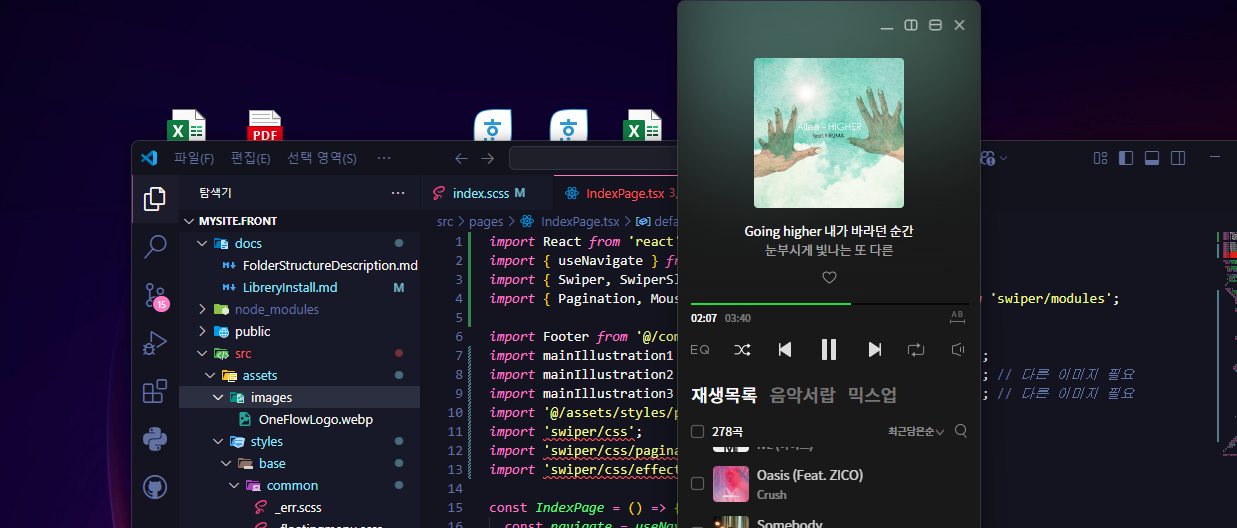 Ailee - HIGHER
feat. YIRUMA
X
PDF
ㅎ
ㅎ
X
파일(F) 편집(E) 선택 영역(S) ···
탐색기 ···
index.scss M
IndexPage.tsx 3,
MYSITE.FRONT
src > pages > IndexPage.tsx > defa
docs
FolderStructureDescription.md
LibreryInstall.md M
node_modules
public
src
assets
images
OneFlowLogo.webp
styles
base
common
_err.scss
15
1 import React from 'react'
2 import { useNavigate } fr
3 import { Swiper, SwiperSl
4 import { Pagination, Mous 'swiper/modules';
5
6 import Footer from '@/com
7 import mainIllustration1 ;
8 import mainIllustration2 ; // 다른 이미지 필요
9 import mainIllustration3 ; // 다른 이미지 필요
10 import '@/assets/styles/p
11 import 'swiper/css';
12 import 'swiper/css/pagina
13 import 'swiper/css/effect
14
15 const IndexPage = () => {
16 const navigate = useNav
Going higher 내가 바라던 순간
눈부시게 빛나는 또 다른
02:07 03:40 AB
EQ
재생목록 음악서랍 믹스업
278곡 최근담은순
Oasis (Feat. ZICO)
Crush
Somebody